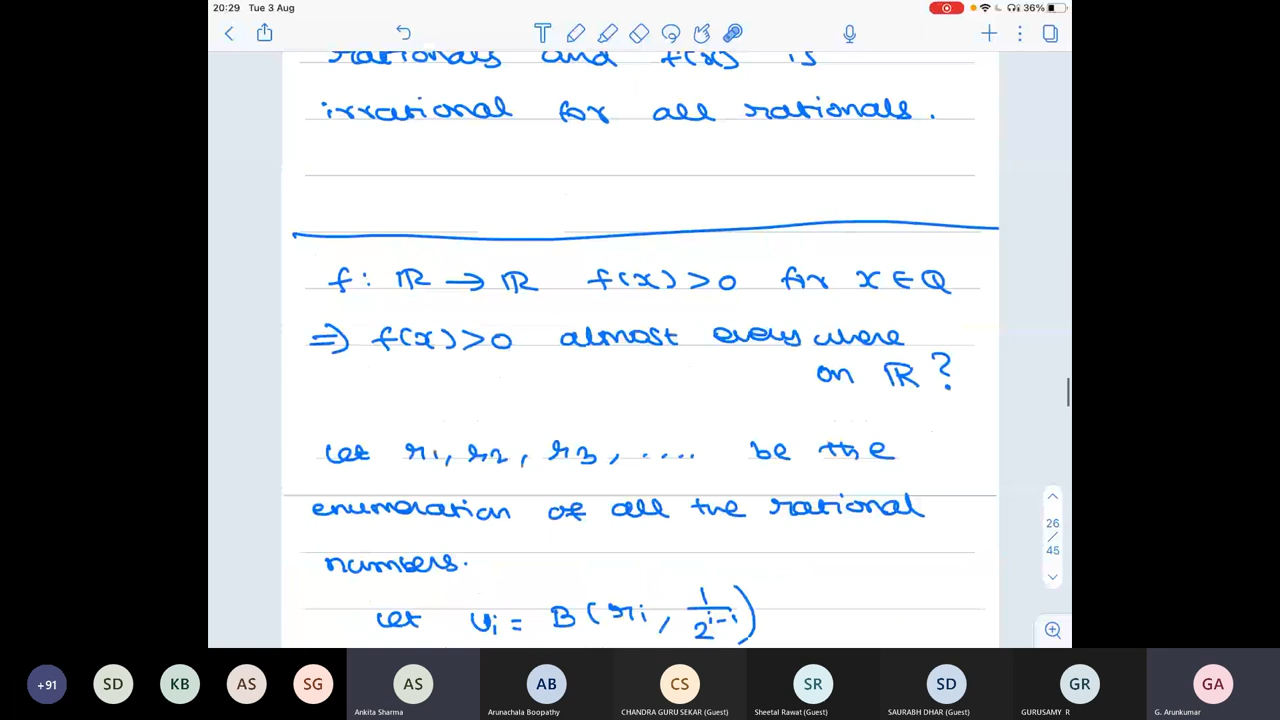 20:29 Tue 3 Aug
36%
rationals and f(x) is
irrational for all rationals.
f: ℝ → ℝ f(x) > 0 for x ∈ ℚ
⇒ f(x) > 0 almost every where
on ℝ ?
Let r1, r2, r3, .... be the
enumeration of all the rational
numbers.
26
/
45
Let Ui = B(ri, 1/2^(i-1))
+91
SD
KB
AS
SG
AS
AB
CS
SR
SD
GR
GA
Ankita Sharma
Arunachala Boopathy
CHANDRA GURU SEKAR (Guest)
Sheetal Rawat (Guest)
SAURABH DHAR (Guest)
GURUSAMY R
G. Arunkumar